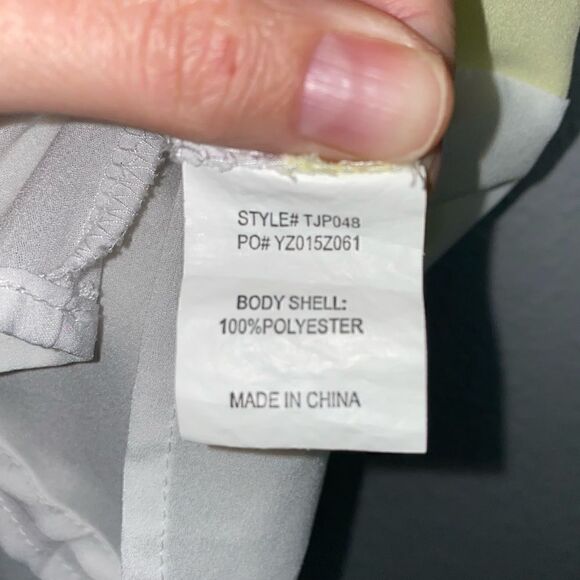 STYLE# TJP048
PO# YZ015Z061
BODY SHELL:
100%POLYESTER
MADE IN CHINA